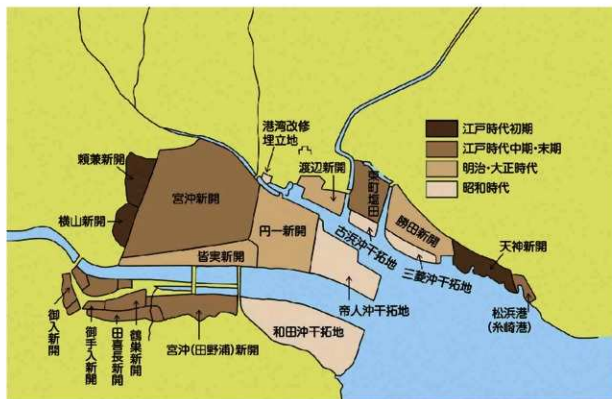 港湾改修
埋立地
渡辺新開
頼兼新開
宮沖新開
東町塩田
江戸時代初期
江戸時代中期・末期
明治・大正時代
昭和時代
横山新開
円一新開
古浜沖干拓地
勝田新開
天神新開
皆実新開
三菱沖干拓地
帝人沖干拓地
松浜港
(糸崎港)
御入新開
御手入新開
田喜長新開
鶴巣新開
宮沖(田野浦)新開
和田沖干拓地